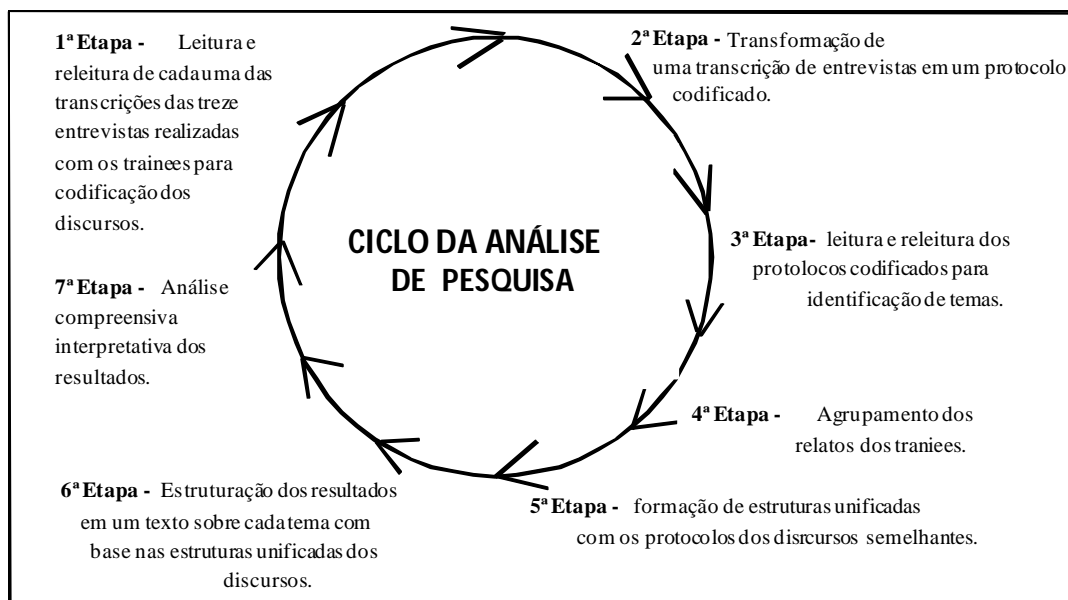 1ª Etapa - Leitura e
releitura de cada uma das
transcrições das treze
entrevistas realizadas
com os trainees para
codificação dos
discursos.
2ª Etapa - Transformação de
uma transcrição de entrevistas em um protocolo
codificado.
CICLO DA ANÁLISE
DE PESQUISA
3ª Etapa- leitura e releitura dos
protolocos codificados para
identificação de temas.
4ª Etapa - Agrupamento dos
relatos dos traniees.
5ª Etapa - formação de estruturas unificadas
com os protocolos dos disrcursos semelhantes.
6ª Etapa - Estruturação dos resultados
em um texto sobre cada tema com
base nas estruturas unificadas dos
discursos.
7ª Etapa - Análise
compreensiva
interpretativa dos
resultados.